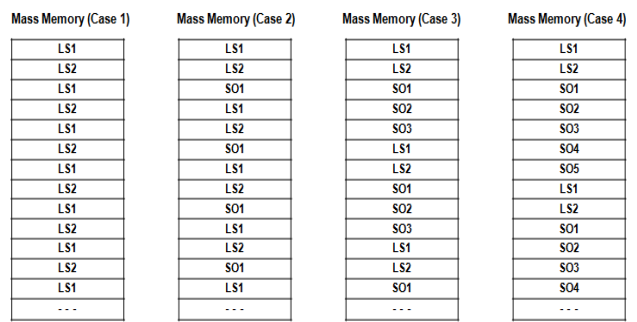 Mass Memory (Case 1) Mass Memory (Case 2) Mass Memory (Case 3) Mass Memory (Case 4)
LS1 LS1 LS1 LS1
LS2 LS2 LS2 LS2
LS1 SO1 SO1 SO1
LS2 LS1 SO2 SO2
LS1 LS2 SO3 SO3
LS2 SO1 LS1 SO4
LS1 LS1 LS2 SO5
LS2 LS2 SO1 LS1
LS1 SO1 SO2 LS2
LS2 LS1 SO3 SO1
LS1 LS2 LS1 SO2
LS2 SO1 LS2 SO3
LS1 LS1 SO1 SO4
- - - - - - - - - - - -